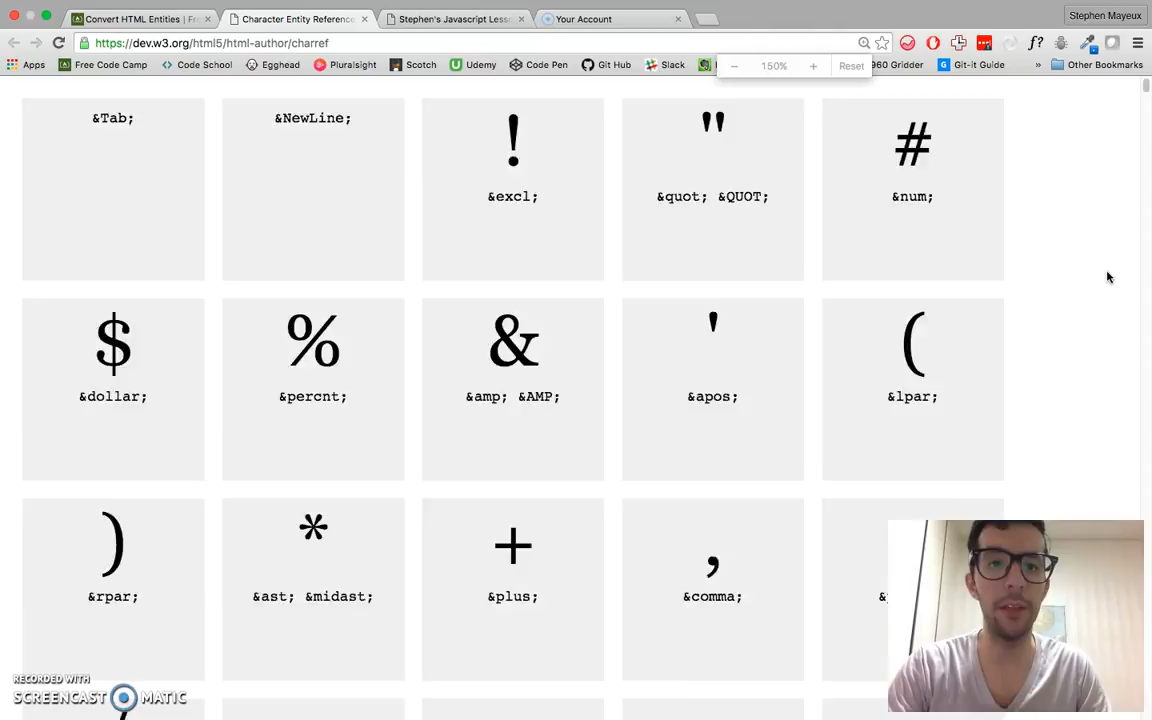 Convert HTML Entities | Fr
Character Entity Reference
Stephen's Javascript Less
Your Account
Stephen Mayeux
https://dev.w3.org/html5/html-author/charref
f?
Apps
Free Code Camp
Code School
Egghead
Pluralsight
Scotch
Udemy
Code Pen
Git Hub
Slack
960 Gridder
Git-it Guide
»
Other Bookmarks
− 150% + Reset
&Tab;
&NewLine;
!
&excl;
"
&quot; &QUOT;
#
&num;
$
&dollar;
%
&percnt;
&
&amp; &AMP;
'
&apos;
(
&lpar;
)
&rpar;
*
&ast; &midast;
+
&plus;
,
&comma;
RECORDED WITH
SCREENCAST MATIC